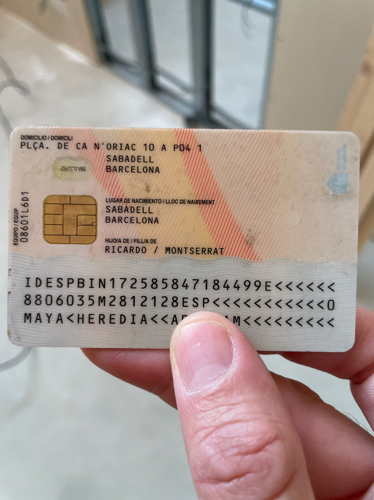 DOMICILIO / DOMICILI
PLÇA. DE CA N'ORIAC 10 A P04 1
SABADELL
BARCELONA
LUGAR DE NACIMIENTO / LLOC DE NAIXEMENT
SABADELL
BARCELONA
HIJO/A DE / FILL/A DE
RICARDO / MONTSERRAT
EQUIPO / EQUIP
08601L6D1
IDESPBIN172585847184499E<<<<<<
8806035M2812128ESP<<<<<<<<<<<0
MAYA<HEREDIA<<